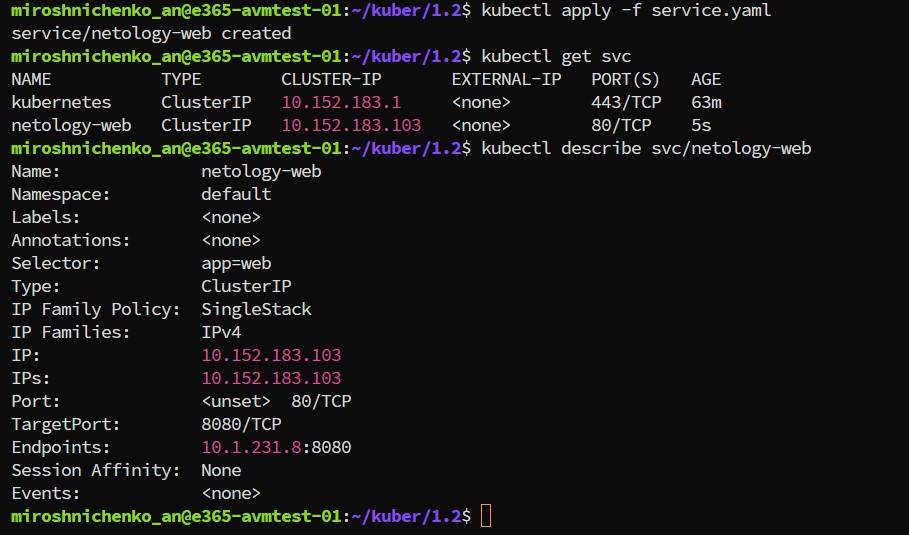 miroshnichenko_an@e365-avmtest-01:~/kuber/1.2$ kubectl apply -f service.yaml
service/netology-web created
miroshnichenko_an@e365-avmtest-01:~/kuber/1.2$ kubectl get svc
NAME           TYPE        CLUSTER-IP       EXTERNAL-IP   PORT(S)   AGE
kubernetes     ClusterIP   10.152.183.1     <none>        443/TCP   63m
netology-web   ClusterIP   10.152.183.103   <none>        80/TCP    5s
miroshnichenko_an@e365-avmtest-01:~/kuber/1.2$ kubectl describe svc/netology-web
Name:              netology-web
Namespace:         default
Labels:            <none>
Annotations:       <none>
Selector:          app=web
Type:              ClusterIP
IP Family Policy:  SingleStack
IP Families:       IPv4
IP:                10.152.183.103
IPs:               10.152.183.103
Port:              <unset>  80/TCP
TargetPort:        8080/TCP
Endpoints:         10.1.231.8:8080
Session Affinity:  None
Events:            <none>
miroshnichenko_an@e365-avmtest-01:~/kuber/1.2$